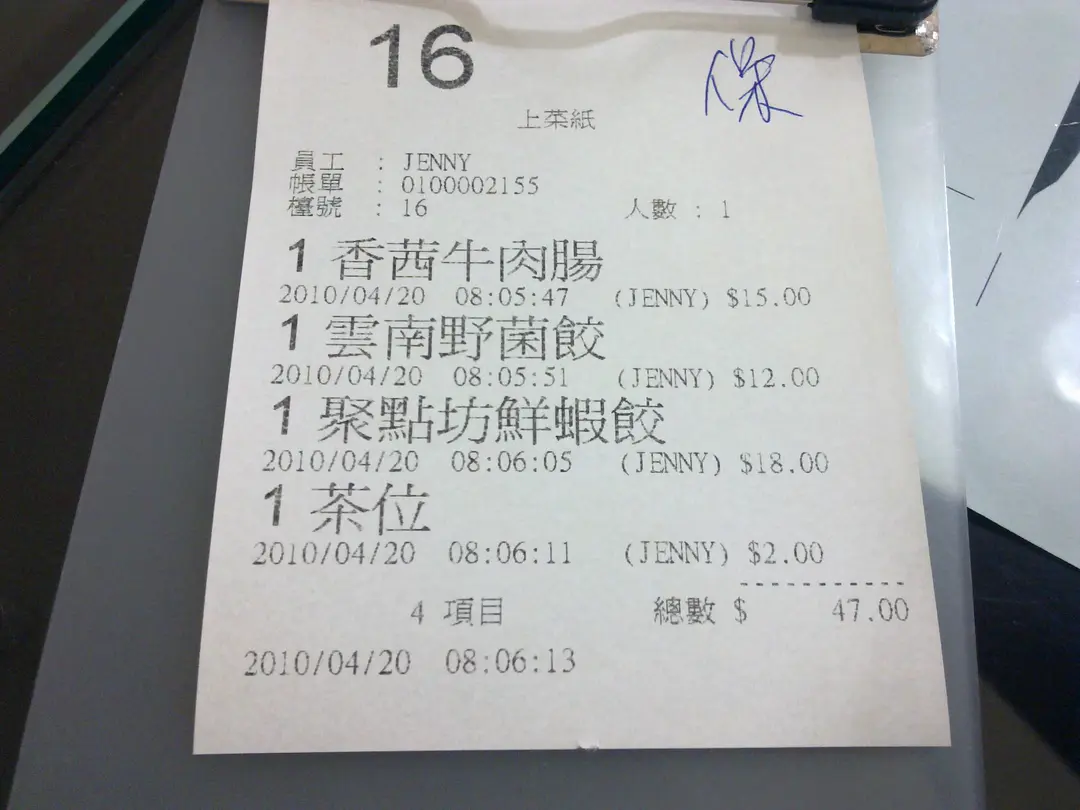 16
上菜紙
員工 : JENNY
帳單 : 0100002155
檯號 : 16 人數 : 1
1 香茜牛肉腸
2010/04/20 08:05:47 (JENNY) $15.00
1 雲南野菌餃
2010/04/20 08:05:51 (JENNY) $12.00
1 聚點坊鮮蝦餃
2010/04/20 08:06:05 (JENNY) $18.00
1 茶位
2010/04/20 08:06:11 (JENNY) $2.00
4 項目 總數 $ 47.00
2010/04/20 08:06:13